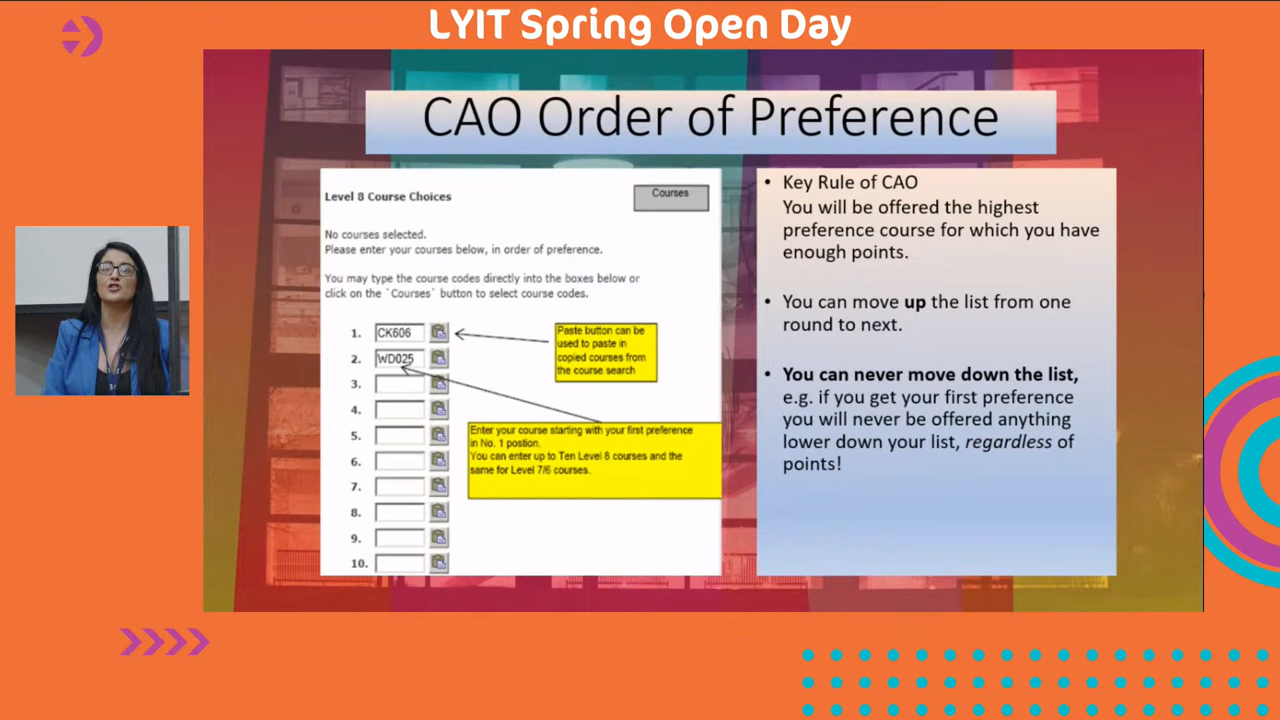 LYIT Spring Open Day
CAO Order of Preference
Level 8 Course Choices
Courses
No courses selected.
Please enter your courses below, in order of preference.
You may type the course codes directly into the boxes below or
click on the `Courses` button to select course codes.
1. CK606
2. WD025
3.
4.
5.
6.
7.
8.
9.
10.
Paste button can be
used to paste in
copied courses from
the course search
Enter your course starting with your first preference
in No. 1 postion.
You can enter up to Ten Level 8 courses and the
same for Level 7/6 courses.
• Key Rule of CAO
You will be offered the highest
preference course for which you have
enough points.
• You can move up the list from one
round to next.
• You can never move down the list,
e.g. if you get your first preference
you will never be offered anything
lower down your list, regardless of
points!